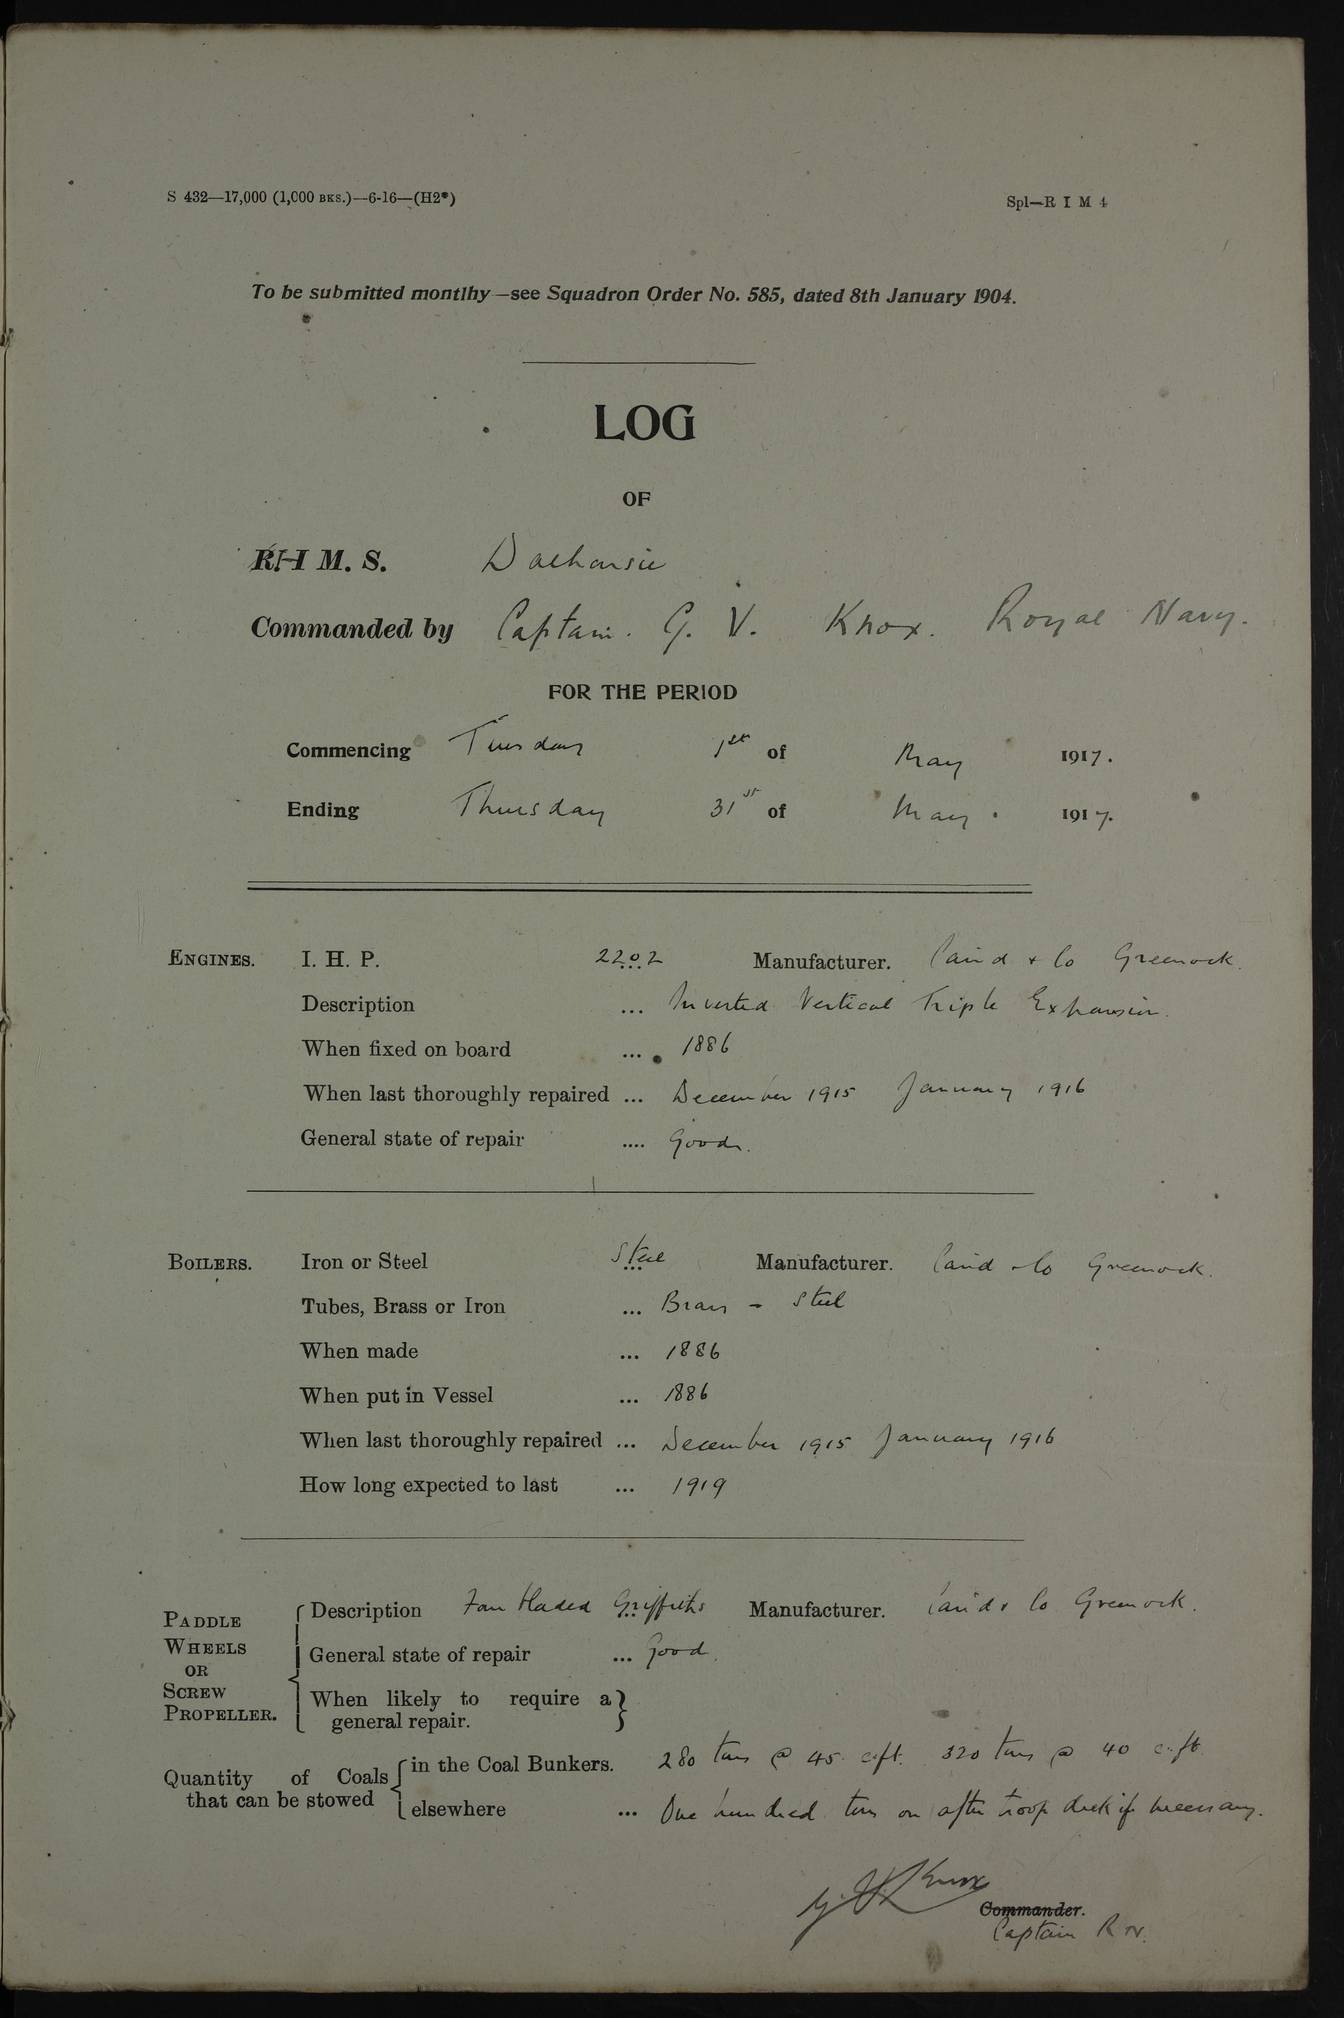 S 432—17,000 (1,000 BKS.)—6-16—(H2*) Spl—R I M 4
To be submitted montlhy—see Squadron Order No. 585, dated 8th January 1904.
LOG
OF
R I M. S. Dalhousie
Commanded by Captain. G. V. Knox. Royal Navy.
FOR THE PERIOD
Commencing Tuesday 1st of May 1917.
Ending Thursday 31st of May. 1917.
ENGINES. I. H. P. ... 2202 Manufacturer. Caird & Co Greenock.
Description ... Inverted Vertical Triple Expansion.
When fixed on board ... 1886
When last thoroughly repaired ... December 1915 January 1916
General state of repair .... Good.
BOILERS. Iron or Steel ... Steel Manufacturer. Caird & Co Greenock.
Tubes, Brass or Iron ... Brass - Steel
When made ... 1886
When put in Vessel ... 1886
When last thoroughly repaired ... December 1915 January 1916
How long expected to last ... 1919
PADDLE WHEELS OR SCREW PROPELLER. Description Four bladed Griffiths Manufacturer. Caird & Co Greenock.
General state of repair ... Good.
When likely to require a general repair.
Quantity of Coals that can be stowed in the Coal Bunkers. 280 tons @ 45 c.ft. 320 tons @ 40 c.ft
elsewhere ... One hundred tons on after troop deck if necessary.
G. V. Knox
Commander.
Captain R N.